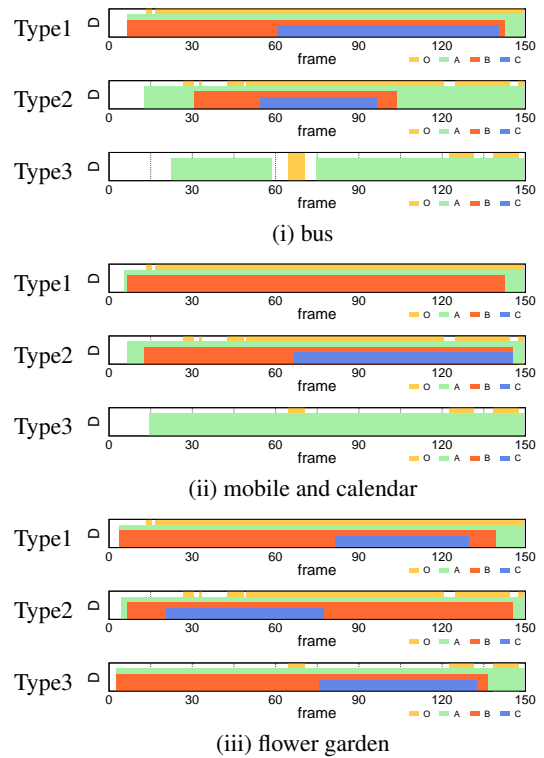 Type1 D
0 30 60 90 120 150
frame
O A B C
Type2 D
0 30 60 90 120 150
frame
O A B C
Type3 D
0 30 60 90 120 150
frame
O A B C
(i) bus
Type1 D
0 30 60 90 120 150
frame
O A B C
Type2 D
0 30 60 90 120 150
frame
O A B C
Type3 D
0 30 60 90 120 150
frame
O A B C
(ii) mobile and calendar
Type1 D
0 30 60 90 120 150
frame
O A B C
Type2 D
0 30 60 90 120 150
frame
O A B C
Type3 D
0 30 60 90 120 150
frame
O A B C
(iii) flower garden